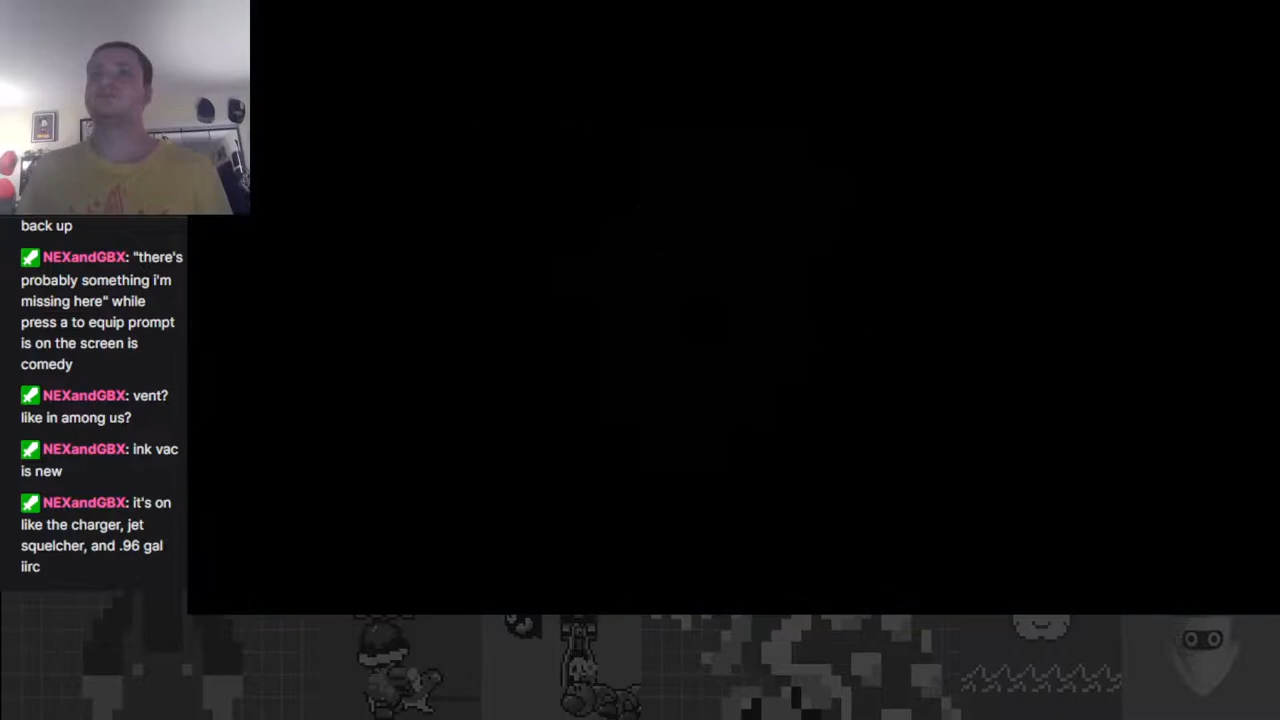 back up
NEXandGBX: "there's
probably something i'm
missing here" while
press a to equip prompt
is on the screen is
comedy
NEXandGBX: vent?
like in among us?
NEXandGBX: ink vac
is new
NEXandGBX: it's on
like the charger, jet
squelcher, and .96 gal
iirc